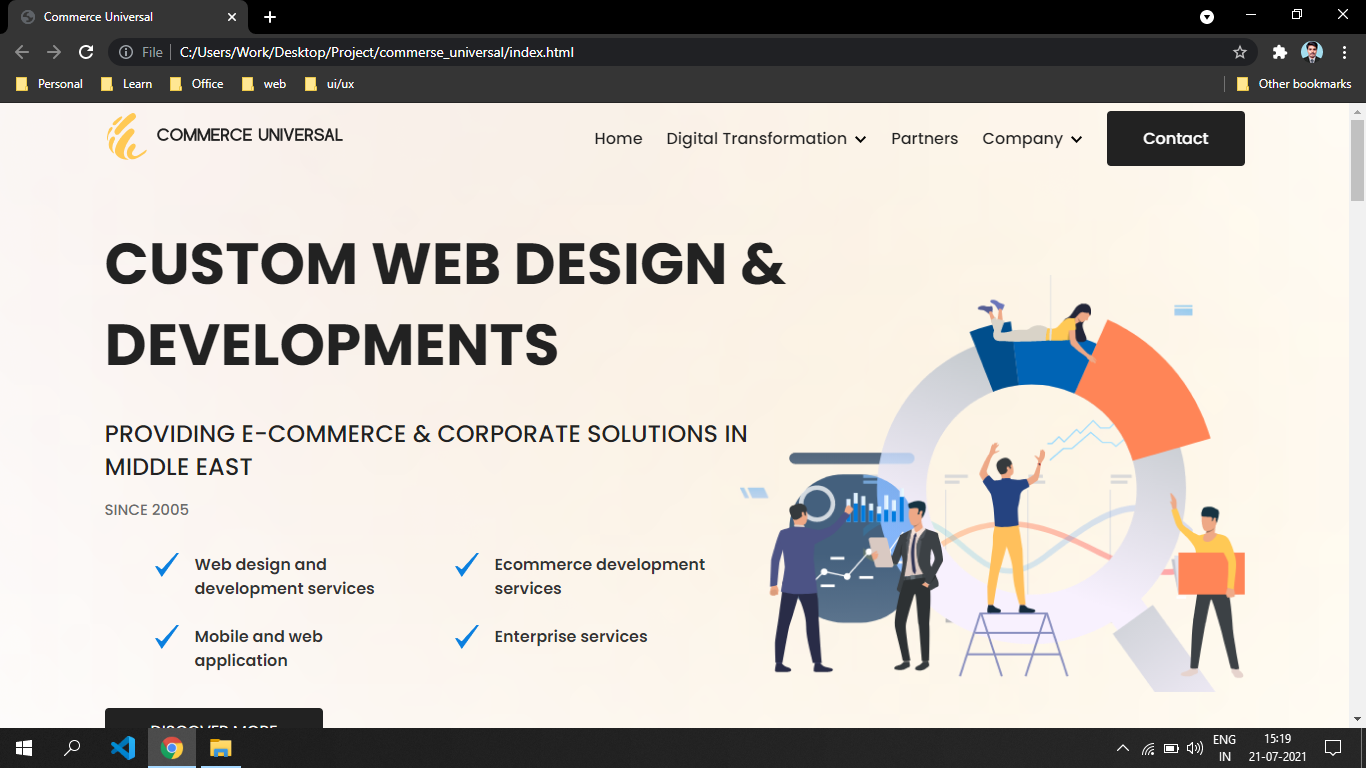 Commerce Universal
File C:/Users/Work/Desktop/Project/commerse_universal/index.html
Personal Learn Office web ui/ux Other bookmarks
COMMERCE UNIVERSAL Home Digital Transformation Partners Company Contact
CUSTOM WEB DESIGN &
DEVELOPMENTS
PROVIDING E-COMMERCE & CORPORATE SOLUTIONS IN
MIDDLE EAST
SINCE 2005
Web design and
development services
Ecommerce development
services
Mobile and web
application
Enterprise services
DISCOVER MORE
ENG
IN
15:19
21-07-2021